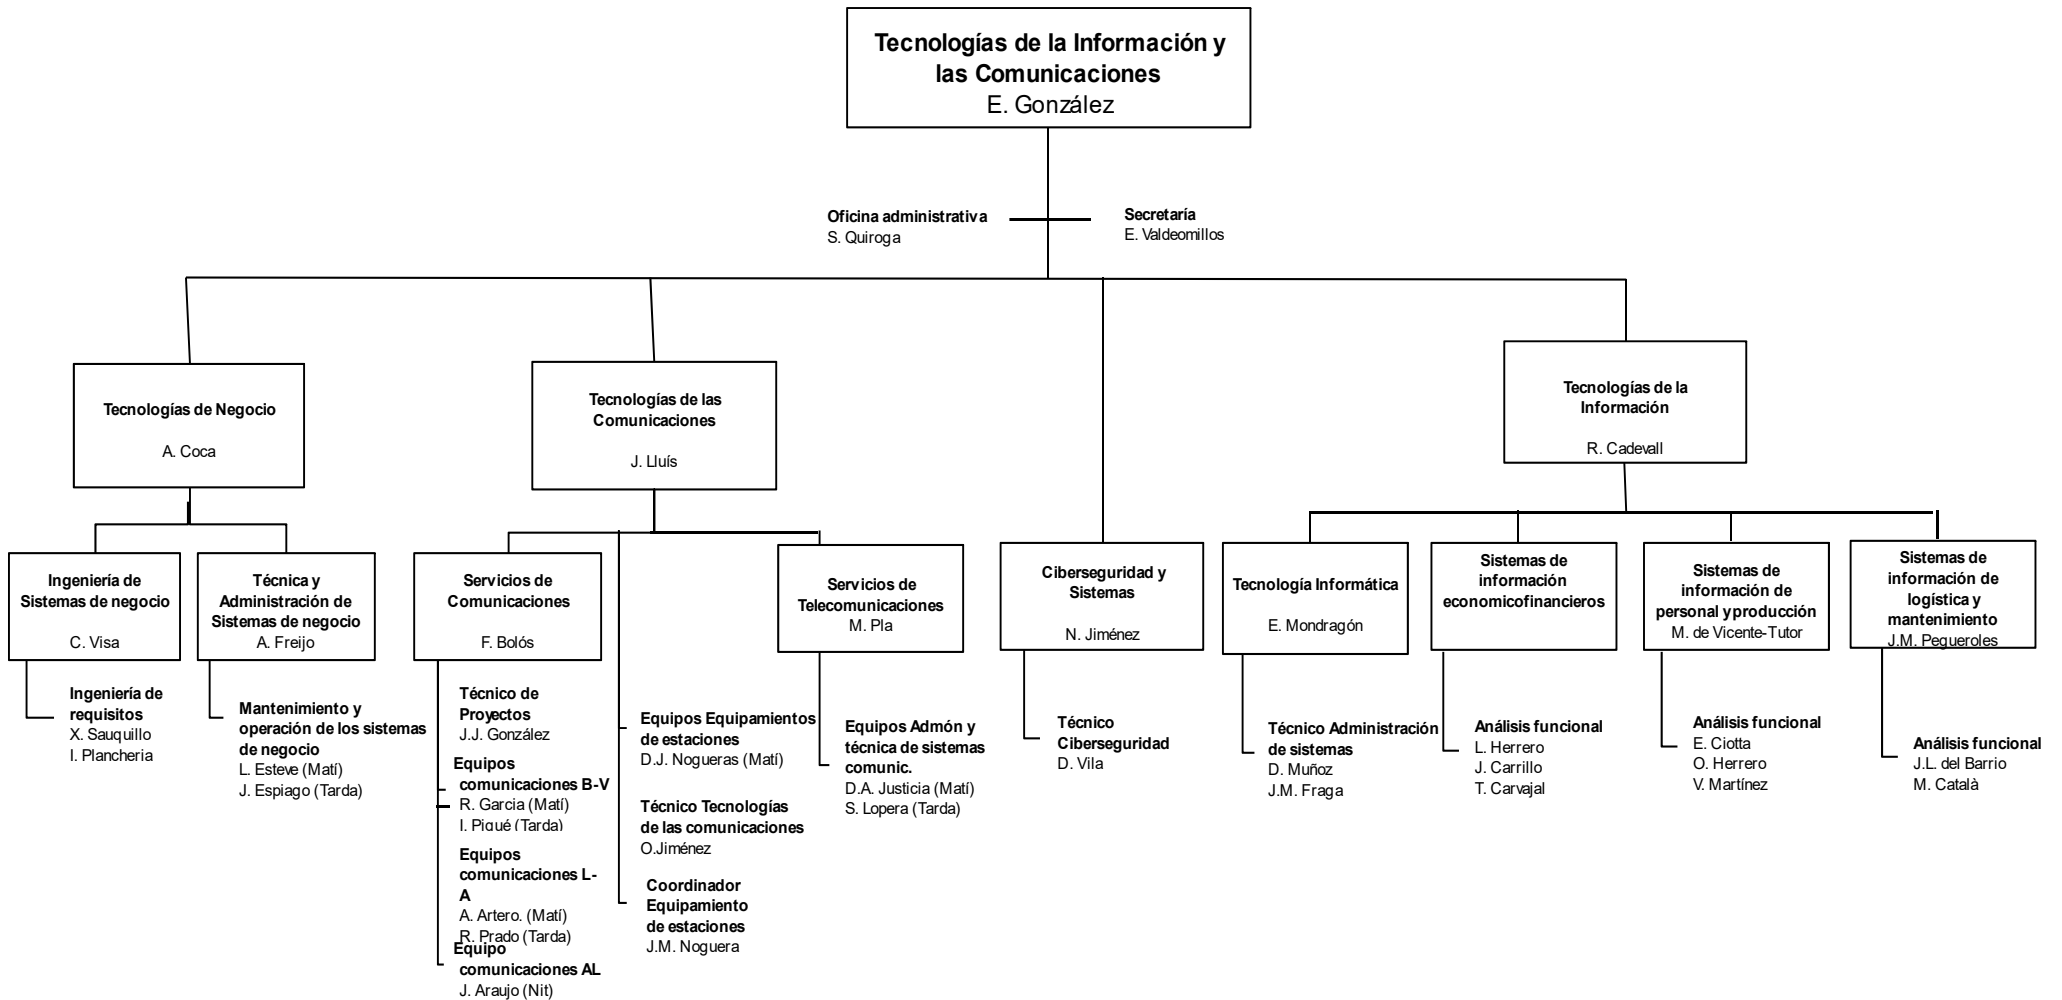 Tecnologías de la Información y
las Comunicaciones
E. González
Oficina administrativa
S. Quiroga
Secretaría
E. Valdeomillos
Tecnologías de Negocio
A. Coca
Tecnologías de las
Comunicaciones
J. Lluís
Tecnologías de la
Información
R. Cadevall
Ingeniería de
Sistemas de negocio
C. Visa
Técnica y
Administración de
Sistemas de negocio
A. Freijo
Servicios de
Comunicaciones
F. Bolós
Servicios de
Telecomunicaciones
M. Pla
Ciberseguridad y
Sistemas
N. Jiménez
Tecnología Informática
E. Mondragón
Sistemas de
información
economicofinancieros
Sistemas de
información de
personal y producción
M. de Vicente-Tutor
Sistemas de
información de
logística y
mantenimiento
J.M. Pegueroles
Ingeniería de
requisitos
X. Sauquillo
I. Plancheria
Mantenimiento y
operación de los sistemas
de negocio
L. Esteve (Matí)
J. Espiago (Tarda)
Técnico de
Proyectos
J.J. González
Equipos
comunicaciones B-V
R. Garcia (Matí)
I. Piqué (Tarda)
Equipos
comunicaciones L-
A
A. Artero. (Matí)
R. Prado (Tarda)
Equipo
comunicaciones AL
J. Araujo (Nit)
Equipos Equipamientos
de estaciones
D.J. Nogueras (Matí)
Técnico Tecnologías
de las comunicaciones
O.Jiménez
Coordinador
Equipamiento
de estaciones
J.M. Noguera
Equipos Admón y
técnica de sistemas
comunic.
D.A. Justicia (Matí)
S. Lopera (Tarda)
Técnico
Ciberseguridad
D. Vila
Técnico Administración
de sistemas
D. Muñoz
J.M. Fraga
Análisis funcional
L. Herrero
J. Carrillo
T. Carvajal
Análisis funcional
E. Ciotta
O. Herrero
V. Martínez
Análisis funcional
J.L. del Barrio
M. Català